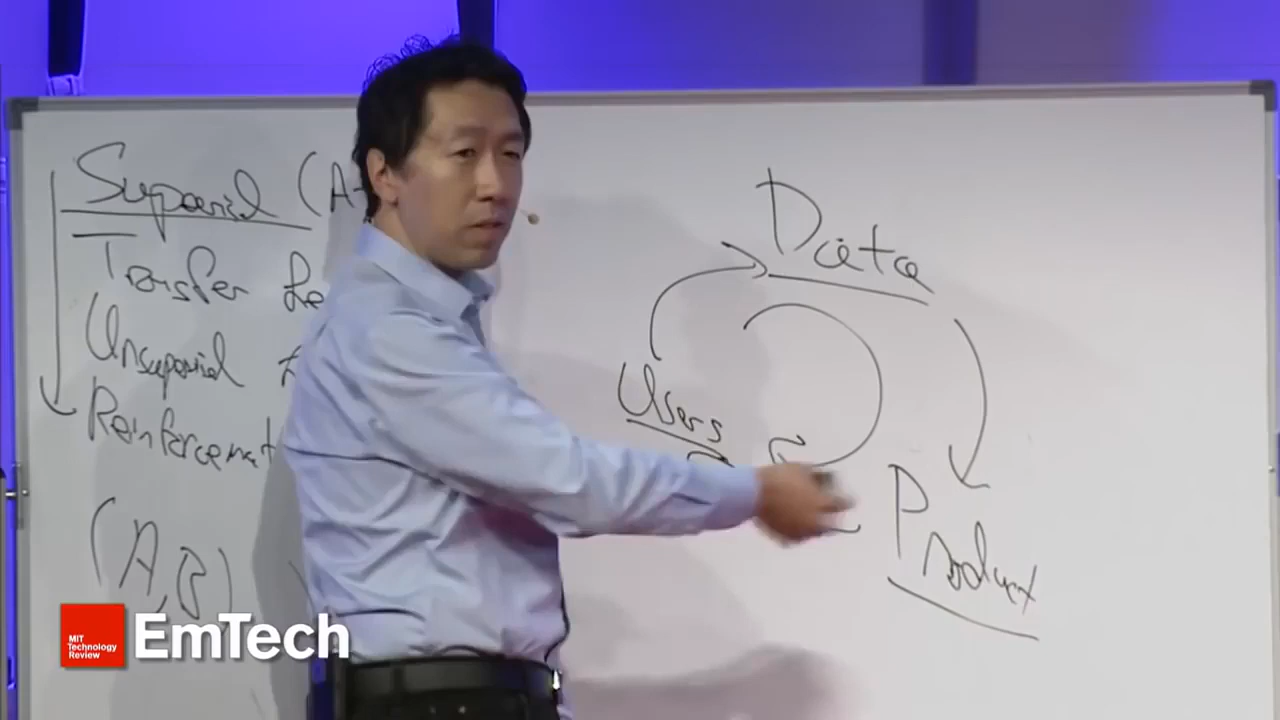 Supervised (A
Transfer Le
Unsupervised
Reinforcement
(A,B)
Data
Users
Product
MIT
Technology
Review
EmTech